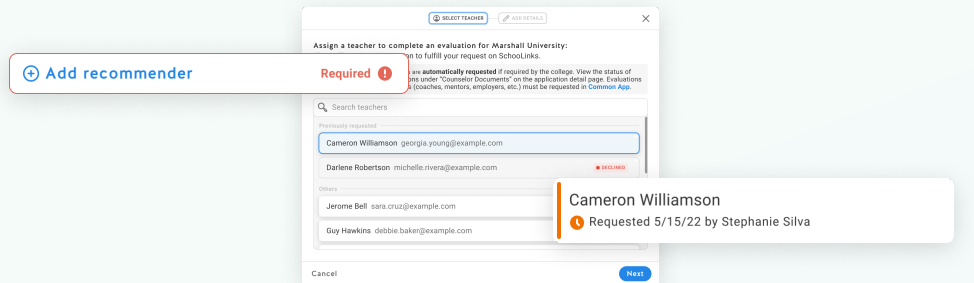 SELECT TEACHER
ADD DETAILS
Assign a teacher to complete an evaluation for Marshall University:
on to fulfill your request on SchooLinks.
Add recommender
Required
are automatically requested if required by the college. View the status
ons under "Counselor Documents" on the application detail page. Evaluations
(coaches, mentors, employers, etc.) must be requested in Common App.
Search teachers
Previously requested
Cameron Williamson georgia.young@example.com
Darlene Robertson michelle.rivera@example.com
DECLINED
Others
Jerome Bell sara.cruz@example.com
Guy Hawkins debbie.baker@example.com
Cameron Williamson
Requested 5/15/22 by Stephanie Silva
Cancel
Next